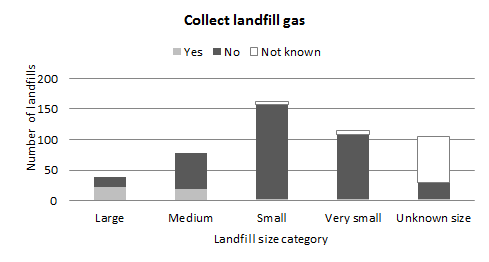 Collect landfill gas
Yes No Not known
Number of landfills
200
150
100
50
0
Large Medium Small Very small Unknown size
Landfill size category